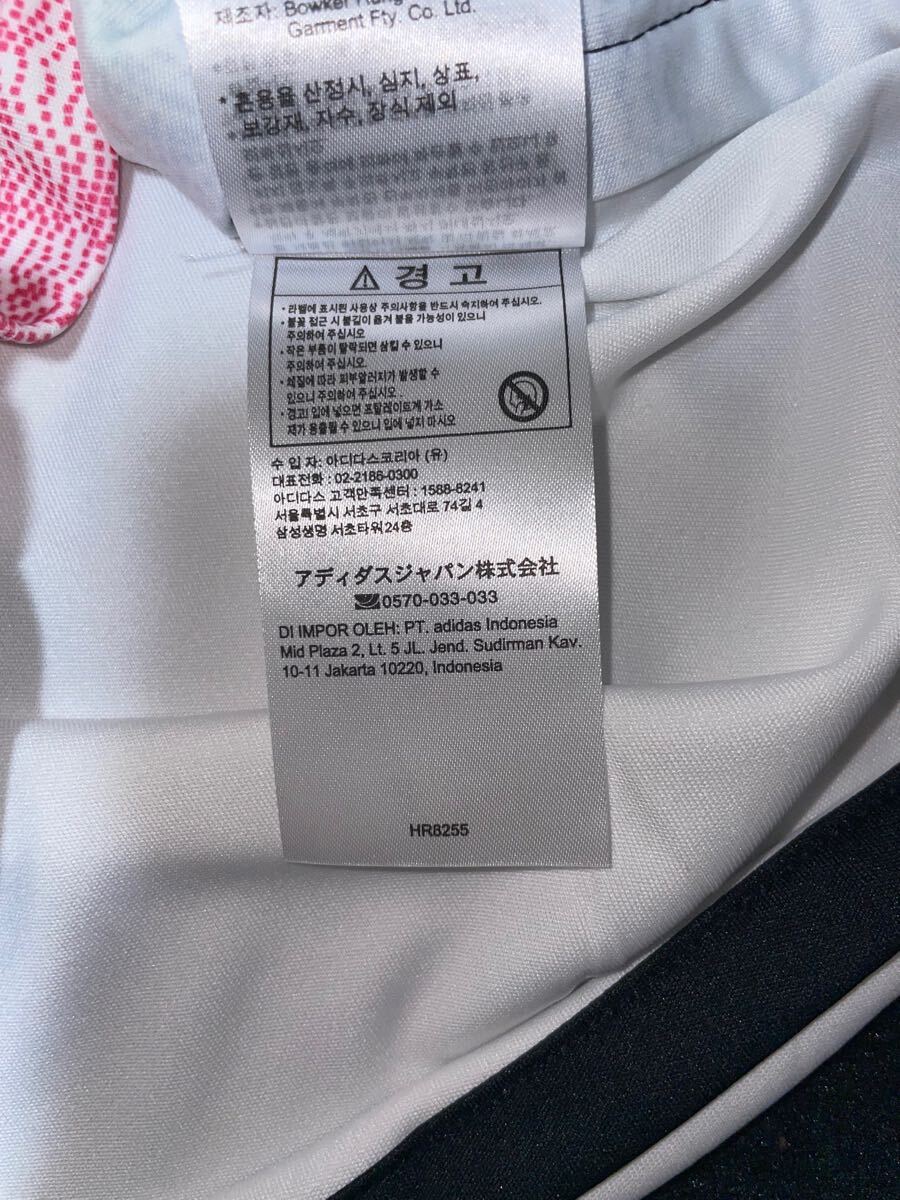 제조자: Bowker
Garment Fty. Co. Ltd.
* 혼용율 산정시, 심지, 상표,
보강재, 자수, 장식 제외
⚠ 경 고
• 라벨에 표시된 사용상 주의사항을 반드시 숙지하여 주십시오.
• 불꽃 접근 시 불길이 옮겨 붙을 가능성이 있으니
주의하여 주십시오
• 작은 부품이 탈락되면 삼킬 수 있으니
주의하여 주십시오
• 체질에 따라 피부알러지가 발생할 수
있으니 주의하여 주십시오 .
• 경고! 입에 넣으면 프탈레이트계 가소
제가 용출될 수 있으니 입에 넣지 마시오
수 입 자: 아디다스코리아 (유)
대표전화 : 02-2186-0300
아디다스 고객만족센터 : 1588-8241
서울특별시 서초구 서초대로 74길 4
삼성생명 서초타워 24층
アディダスジャパン株式会社
0570-033-033
DI IMPOR OLEH: PT. adidas Indonesia
Mid Plaza 2, Lt. 5 JL. Jend. Sudirman Kav.
10-11 Jakarta 10220, Indonesia
HR8255